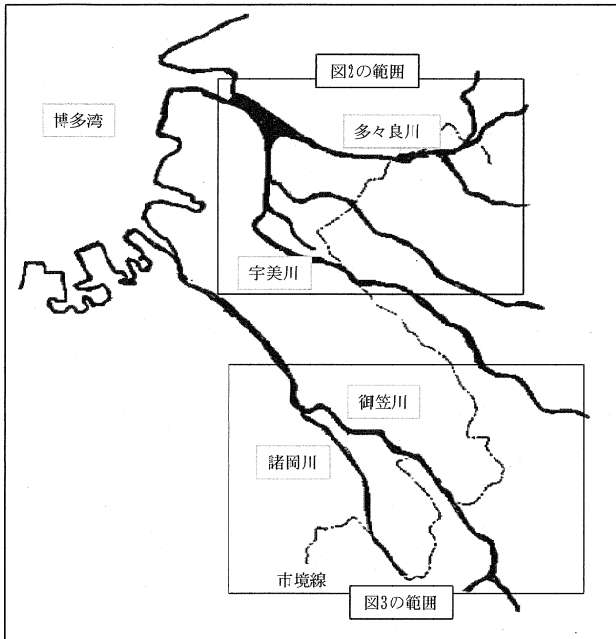 図2の範囲
博多湾
多々良川
宇美川
御笠川
諸岡川
市境線
図3の範囲